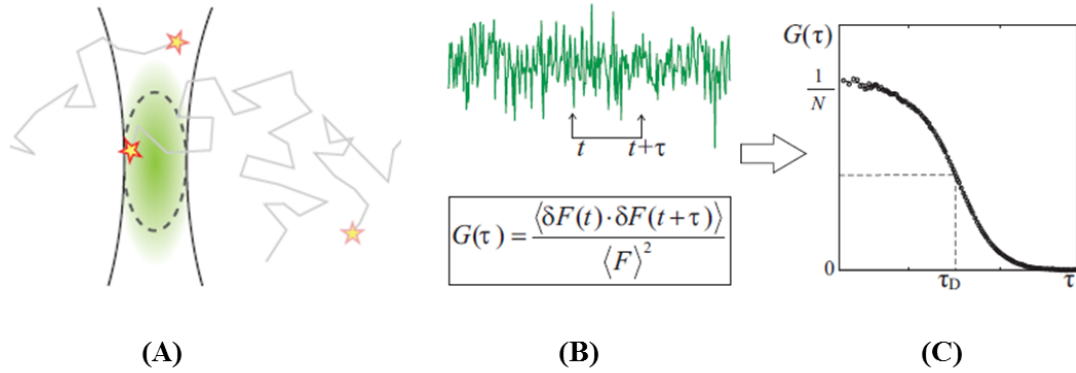 t
t+τ
G(τ) = ⟨δF(t)·δF(t+τ)⟩ / ⟨F⟩²
G(τ)
1/N
0
τD
τ
(A)
(B)
(C)